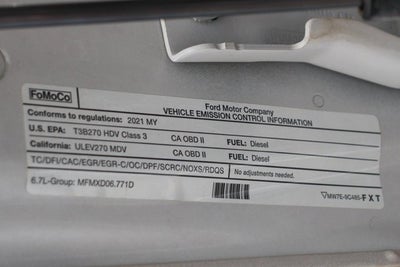 FoMoCo
Ford Motor Company
VEHICLE EMISSION CONTROL INFORMATION
Conforms to regulations: 2021 MY
U.S. EPA: T3B270 HDV Class 3 CA OBD II FUEL: Diesel
California: ULEV270 MDV CA OBD II FUEL: Diesel
TC/DFI/CAC/EGR/EGR-C/OC/DPF/SCRC/NOXS/RDQS No adjustments needed.
6.7L-Group: MFMXD06.771D
MW7E-9C485-FXT